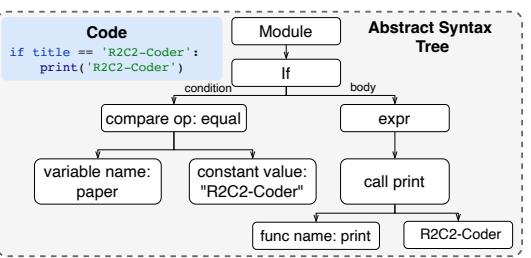 Code
if title == 'R2C2-Coder':
print('R2C2-Coder')
Abstract Syntax
Tree
Module
If
condition
body
compare op: equal
expr
variable name:
paper
constant value:
"R2C2-Coder"
call print
func name: print
R2C2-Coder